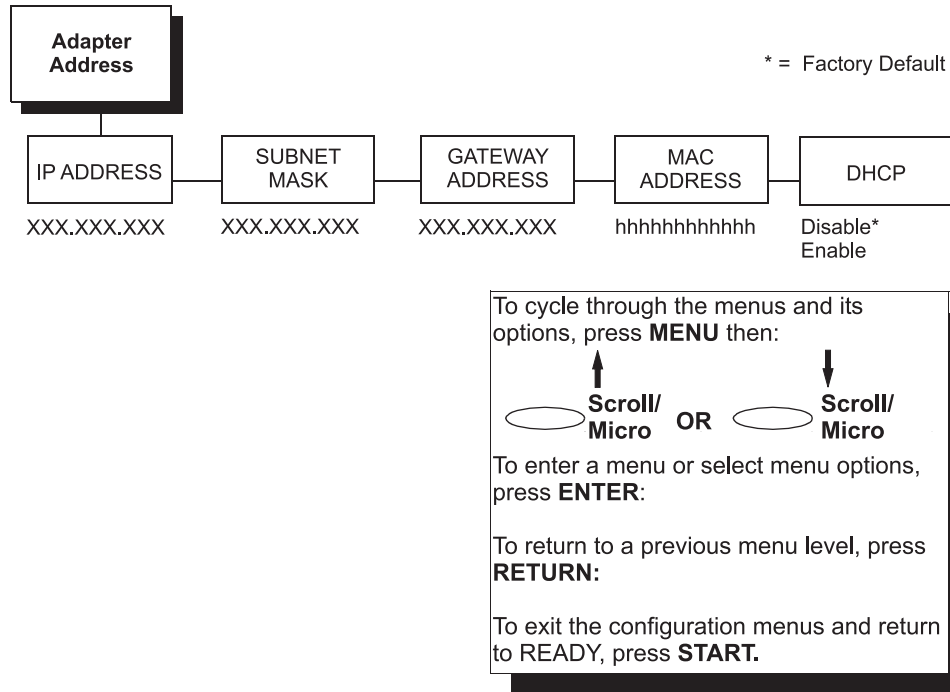 Adapter
Address
* = Factory Default
IP ADDRESS
SUBNET
MASK
GATEWAY
ADDRESS
MAC
ADDRESS
DHCP
XXX.XXX.XXX
XXX.XXX.XXX
XXX.XXX.XXX
hhhhhhhhhhhh
Disable*
Enable
To cycle through the menus and its
options, press MENU then:
Scroll/
Micro
OR
Scroll/
Micro
To enter a menu or select menu options,
press ENTER:
To return to a previous menu level, press
RETURN:
To exit the configuration menus and return
to READY, press START.